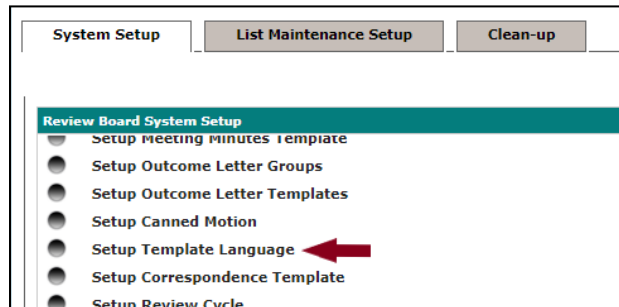 System Setup
List Maintenance Setup
Clean-up
Review Board System Setup
Setup Meeting Minutes Template
Setup Outcome Letter Groups
Setup Outcome Letter Templates
Setup Canned Motion
Setup Template Language
Setup Correspondence Template
Setup Review Cycle